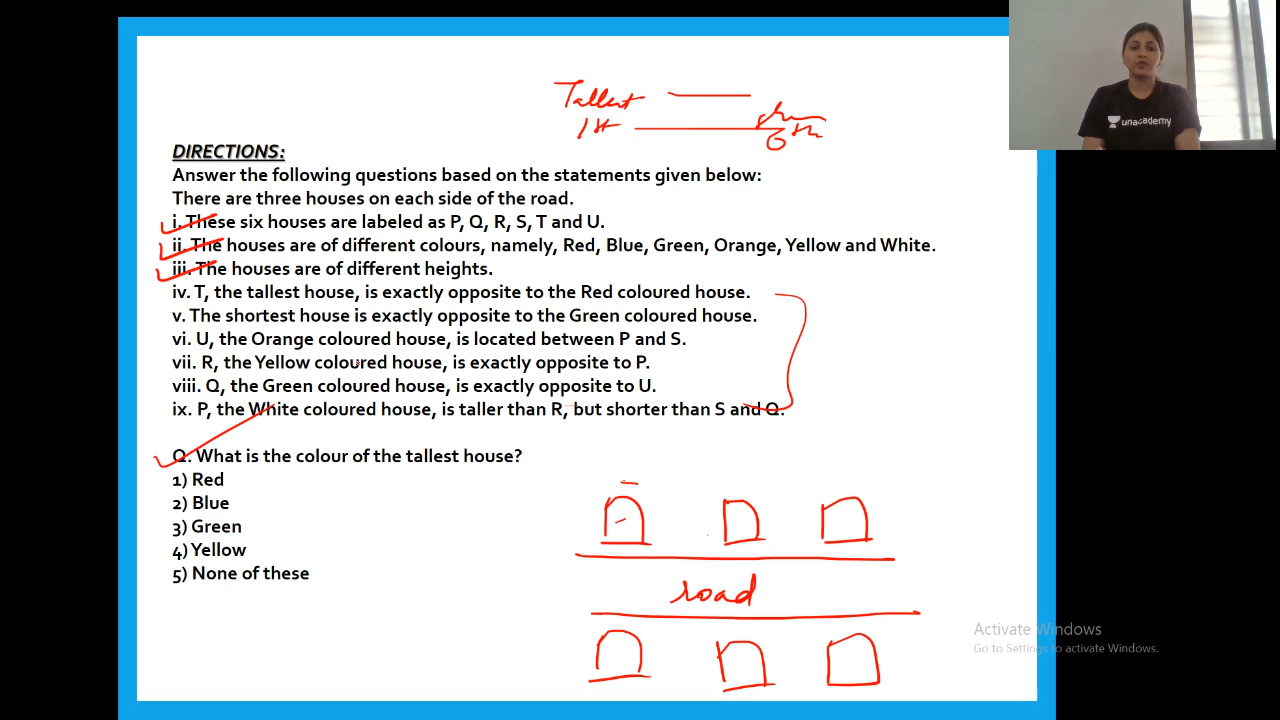 Tallest
1st 6th
unacademy
DIRECTIONS:
Answer the following questions based on the statements given below:
There are three houses on each side of the road.
i. These six houses are labeled as P, Q, R, S, T and U.
ii. The houses are of different colours, namely, Red, Blue, Green, Orange, Yellow and White.
iii. The houses are of different heights.
iv. T, the tallest house, is exactly opposite to the Red coloured house.
v. The shortest house is exactly opposite to the Green coloured house.
vi. U, the Orange coloured house, is located between P and S.
vii. R, the Yellow coloured house, is exactly opposite to P.
viii. Q, the Green coloured house, is exactly opposite to U.
ix. P, the White coloured house, is taller than R, but shorter than S and Q.
Q. What is the colour of the tallest house?
1) Red
2) Blue
3) Green
4) Yellow
5) None of these
road
Activate Windows
Go to Settings to activate Windows.